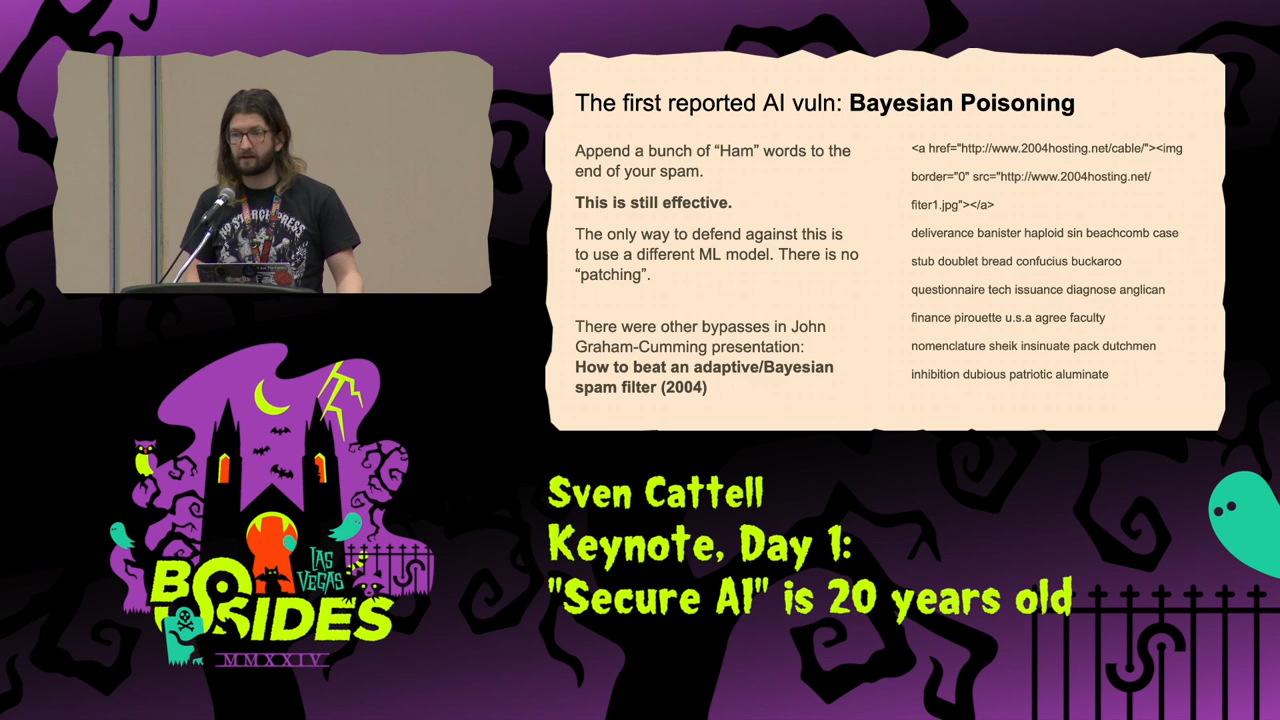 The first reported AI vuln: Bayesian Poisoning
Append a bunch of “Ham” words to the
end of your spam.
This is still effective.
The only way to defend against this is
to use a different ML model. There is no
“patching”.
There were other bypasses in John
Graham-Cumming presentation:
How to beat an adaptive/Bayesian
spam filter (2004)
<a href="http://www.2004hosting.net/cable/"><img
border="0" src="http://www.2004hosting.net/
fiter1.jpg"></a>
deliverance banister haploid sin beachcomb case
stub doublet bread confucius buckaroo
questionnaire tech issuance diagnose anglican
finance pirouette u.s.a agree faculty
nomenclature sheik insinuate pack dutchmen
inhibition dubious patriotic aluminate
Sven Cattell
Keynote, Day 1:
"Secure AI" is 20 years old
LAS
VEGAS
BSIDES
MMXXIV